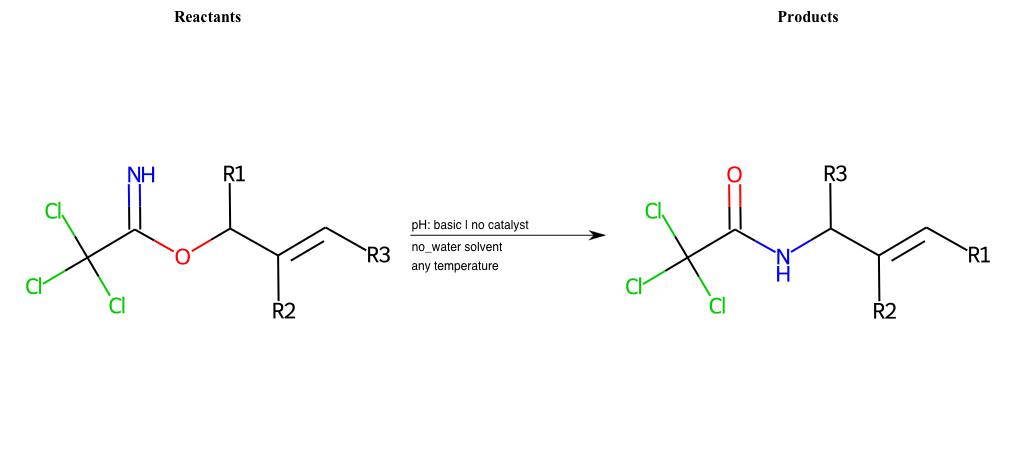 Reactants
Products
NH
R1
Cl
O
R3
Cl
Cl
R2
pH: basic | no catalyst
no_water solvent
any temperature
O
R3
Cl
N
H
R1
Cl
Cl
R2